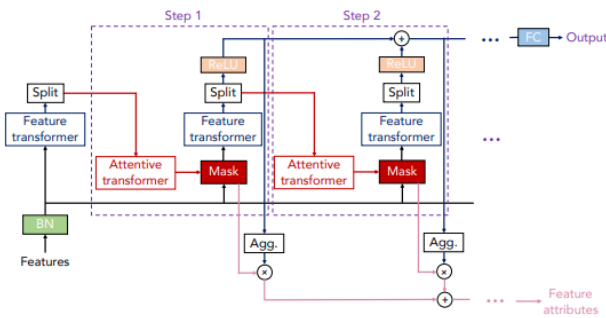 Step 1
Step 2
ReLU
ReLU
... FC Output
Split
Split
Split
Feature
transformer
Feature
transformer
Feature
transformer
...
Attentive
transformer
Mask
Attentive
transformer
Mask
BN
Features
Agg.
Agg.
... Feature
attributes